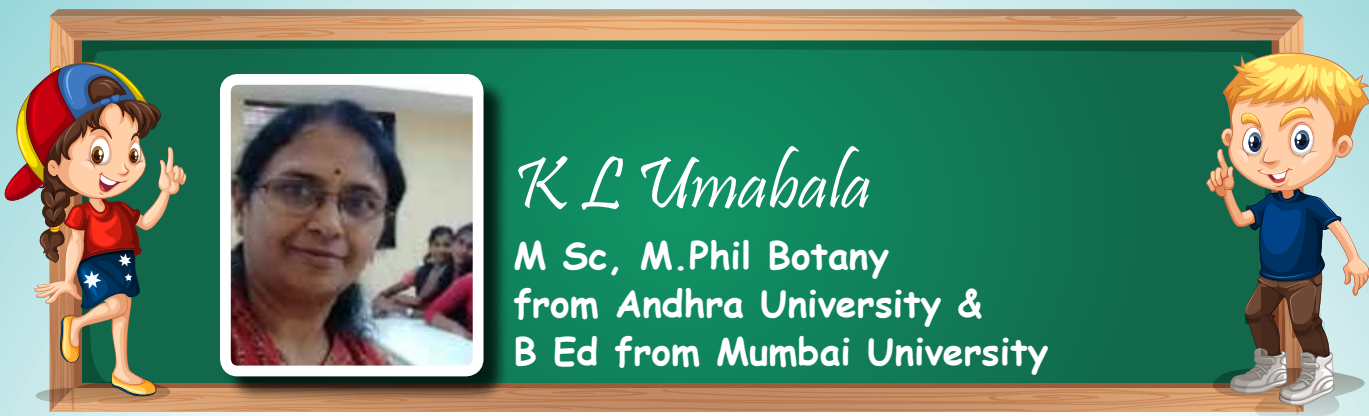 K L Umabala
M Sc, M.Phil Botany
from Andhra University &
B Ed from Mumbai University